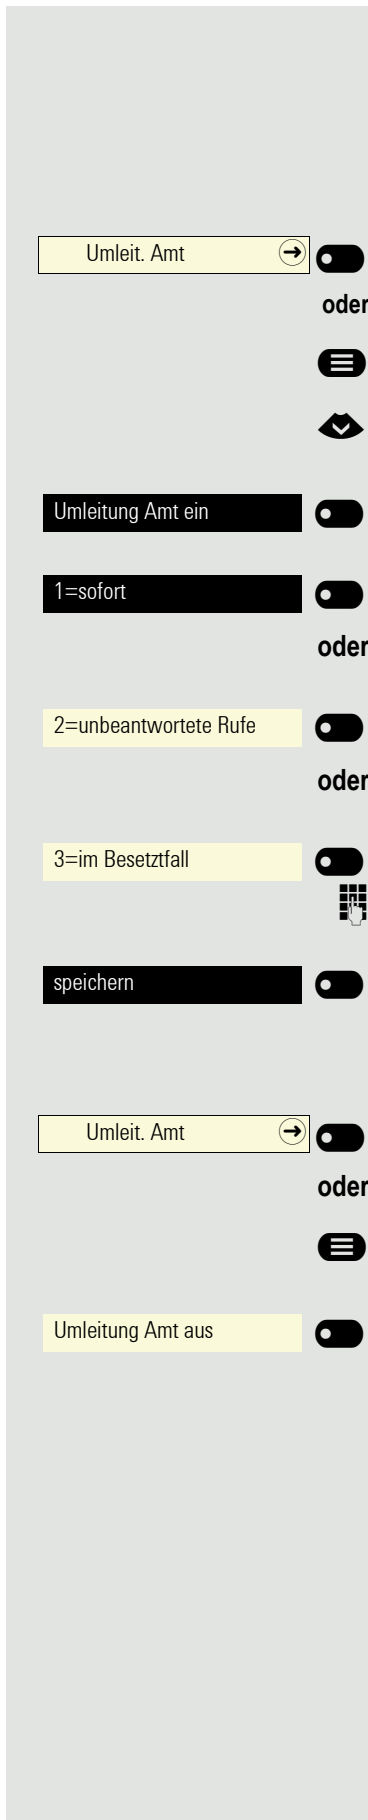 Umleit. Amt
oder
Umleitung Amt ein
1=sofort
oder
2=unbeantwortete Rufe
oder
3=im Besetztfall
speichern
Umleit. Amt
oder
Umleitung Amt aus